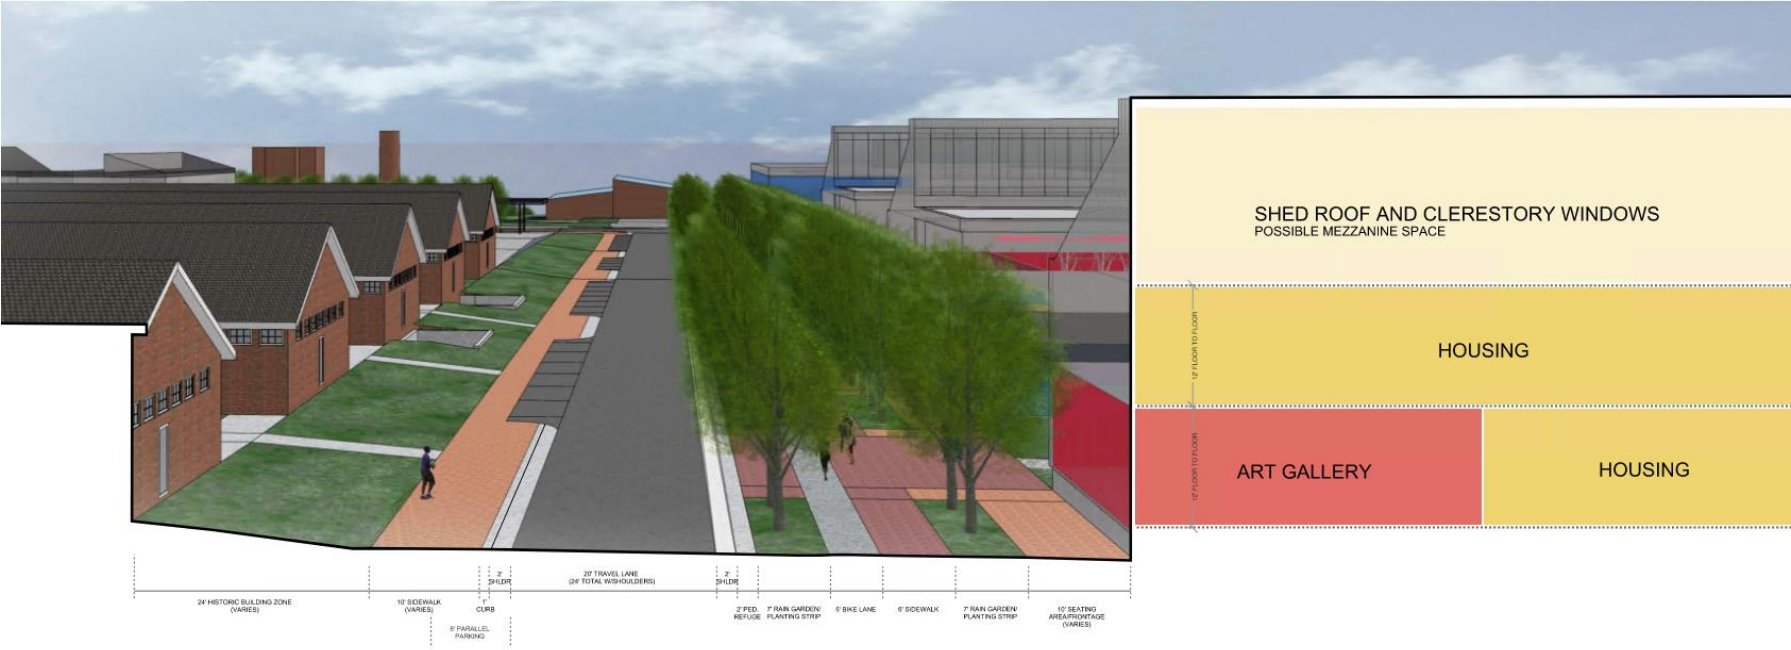 SHED ROOF AND CLERESTORY WINDOWS
POSSIBLE MEZZANINE SPACE
12' FLOOR TO FLOOR
HOUSING
12' FLOOR TO FLOOR
ART GALLERY
HOUSING
24' HISTORIC BUILDING ZONE
(VARIES)
10' SIDEWALK
(VARIES)
1'
CURB
2'
SHLDR
8' PARALLEL
PARKING
20' TRAVEL LANE
(24' TOTAL W/SHOULDERS)
2'
SHLDR
2' PED.
REFUGE
7' RAIN GARDEN/
PLANTING STRIP
5' BIKE LANE
6' SIDEWALK
7' RAIN GARDEN/
PLANTING STRIP
10' SEATING
AREA/FRONTAGE
(VARIES)